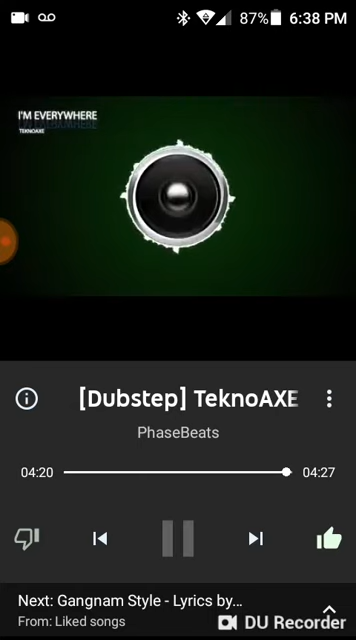 87% 6:38 PM
I'M EVERYWHERE
TEKNOAXE
[Dubstep] TeknoAXE
PhaseBeats
04:20 04:27
Next: Gangnam Style - Lyrics by...
From: Liked songs
DU Recorder